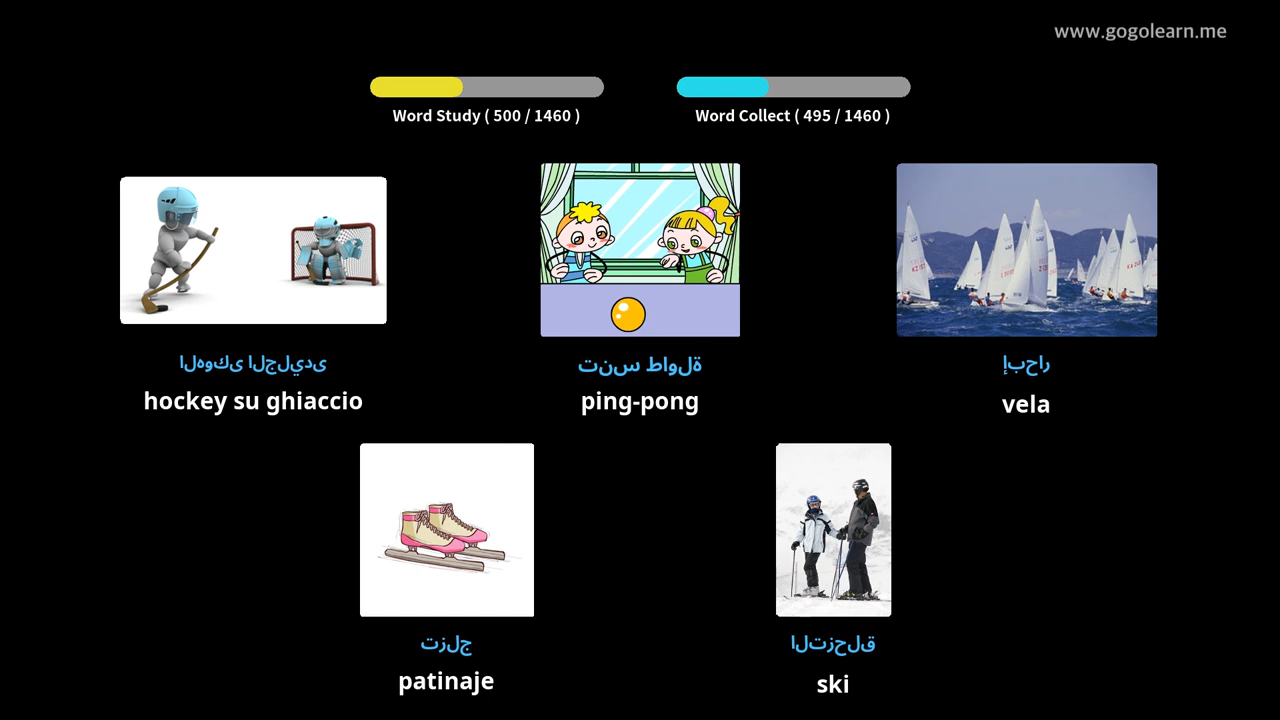 www.gogolearn.me
Word Study ( 500 / 1460 )
Word Collect ( 495 / 1460 )
الهوكى الجليدى
تنس طاولة
إبحار
hockey su ghiaccio
ping-pong
vela
تزلج
التزحلق
patinaje
ski